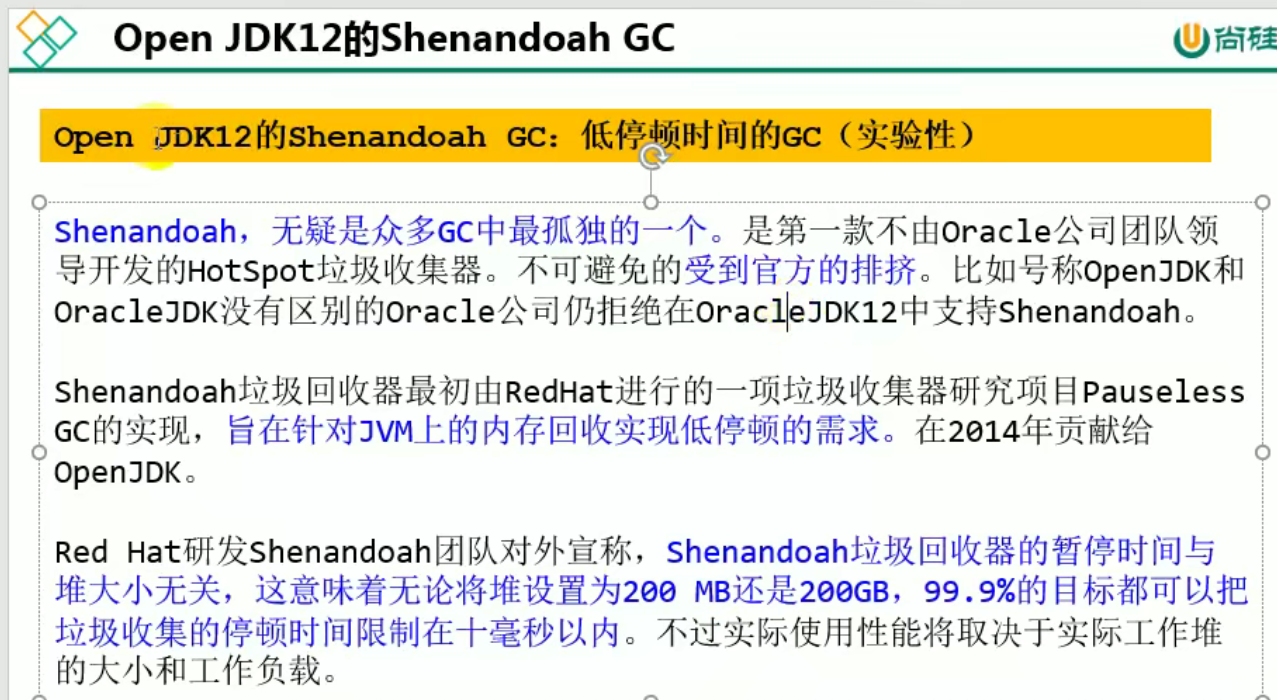 Open JDK12的Shenandoah GC
尚硅
Open JDK12的Shenandoah GC：低停顿时间的GC（实验性）
Shenandoah，无疑是众多GC中最孤独的一个。是第一款不由Oracle公司团队领
导开发的HotSpot垃圾收集器。不可避免的受到官方的排挤。比如号称OpenJDK和
OracleJDK没有区别的Oracle公司仍拒绝在OracleJDK12中支持Shenandoah。
Shenandoah垃圾回收器最初由RedHat进行的一项垃圾收集器研究项目Pauseless
GC的实现，旨在针对JVM上的内存回收实现低停顿的需求。在2014年贡献给
OpenJDK。
Red Hat研发Shenandoah团队对外宣称，Shenandoah垃圾回收器的暂停时间与
堆大小无关，这意味着无论将堆设置为200 MB还是200GB，99.9%的目标都可以把
垃圾收集的停顿时间限制在十毫秒以内。不过实际使用性能将取决于实际工作堆
的大小和工作负载。